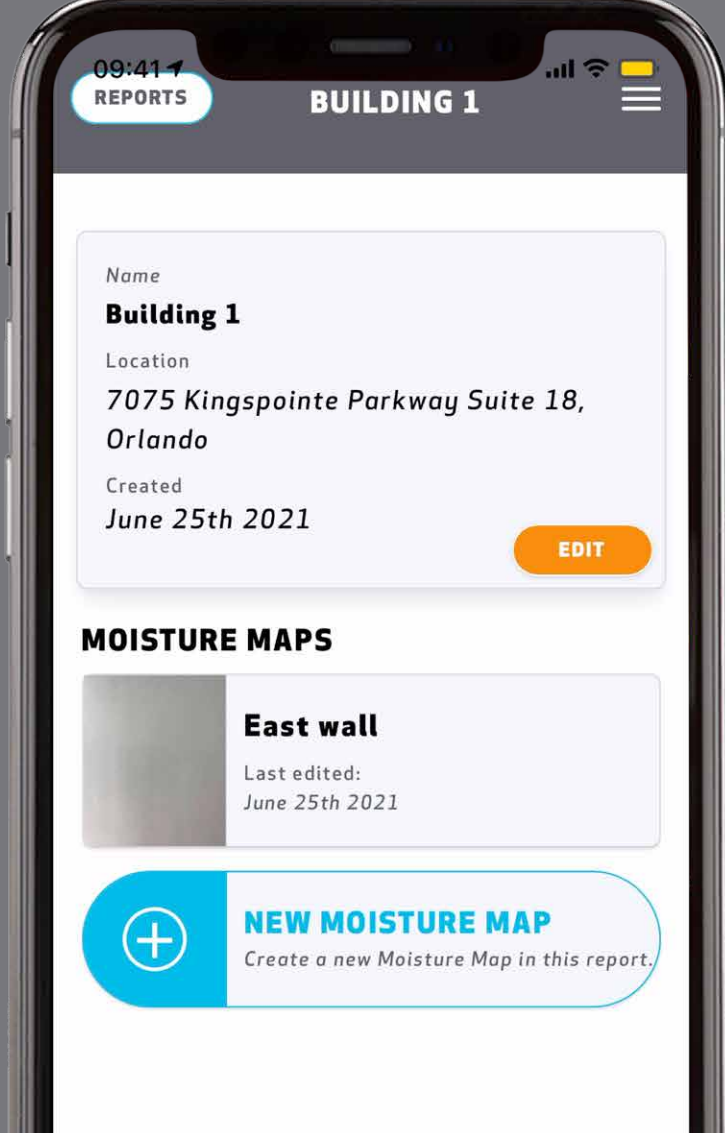 09:41
REPORTS
BUILDING 1
Name
Building 1
Location
7075 Kingspointe Parkway Suite 18,
Orlando
Created
June 25th 2021
EDIT
MOISTURE MAPS
East wall
Last edited:
June 25th 2021
NEW MOISTURE MAP
Create a new Moisture Map in this report.